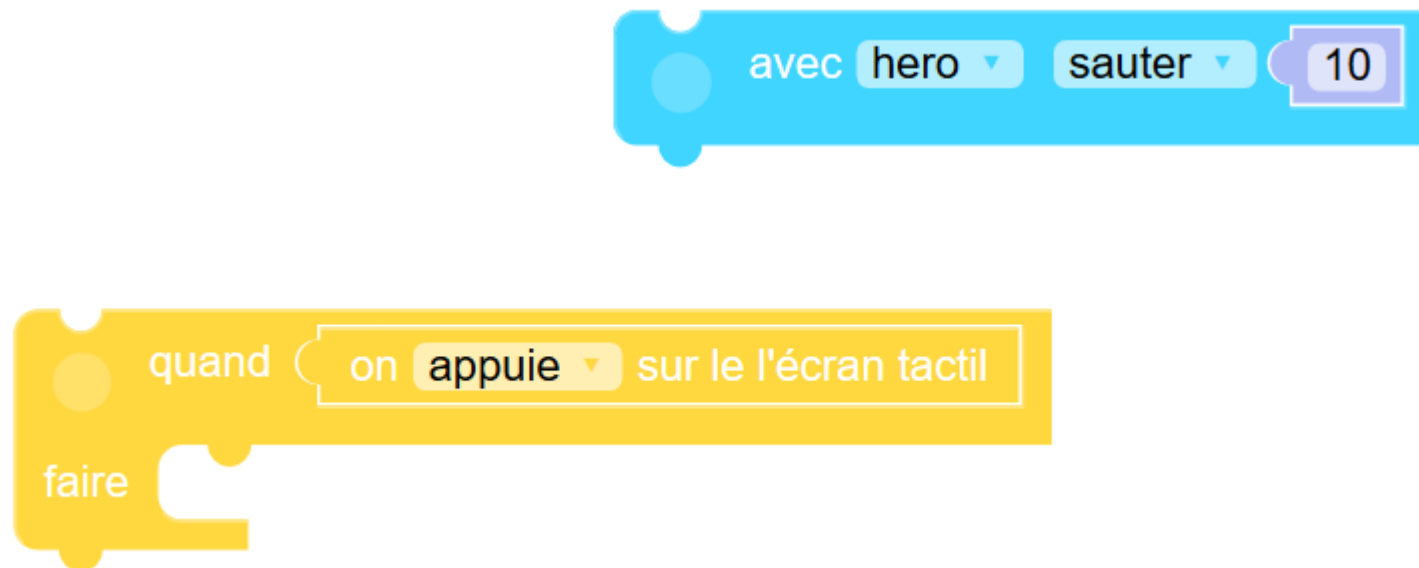 avec hero sauter 10
quand on appuie sur le l'écran tactil
faire